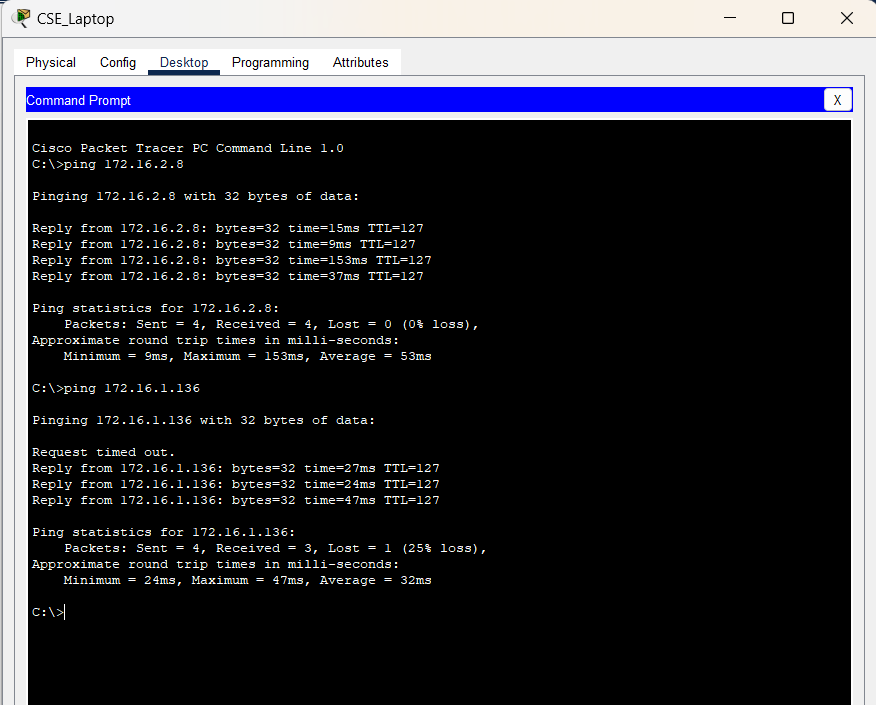 CSE_Laptop
Physical Config Desktop Programming Attributes
Command Prompt X
Cisco Packet Tracer PC Command Line 1.0
C:\>ping 172.16.2.8
Pinging 172.16.2.8 with 32 bytes of data:
Reply from 172.16.2.8: bytes=32 time=15ms TTL=127
Reply from 172.16.2.8: bytes=32 time=9ms TTL=127
Reply from 172.16.2.8: bytes=32 time=153ms TTL=127
Reply from 172.16.2.8: bytes=32 time=37ms TTL=127
Ping statistics for 172.16.2.8:
Packets: Sent = 4, Received = 4, Lost = 0 (0% loss),
Approximate round trip times in milli-seconds:
Minimum = 9ms, Maximum = 153ms, Average = 53ms
C:\>ping 172.16.1.136
Pinging 172.16.1.136 with 32 bytes of data:
Request timed out.
Reply from 172.16.1.136: bytes=32 time=27ms TTL=127
Reply from 172.16.1.136: bytes=32 time=24ms TTL=127
Reply from 172.16.1.136: bytes=32 time=47ms TTL=127
Ping statistics for 172.16.1.136:
Packets: Sent = 4, Received = 3, Lost = 1 (25% loss),
Approximate round trip times in milli-seconds:
Minimum = 24ms, Maximum = 47ms, Average = 32ms
C:\>